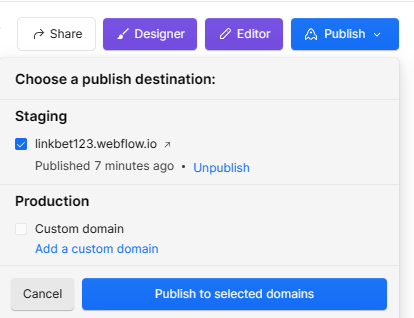 Share
Designer
Editor
Publish
Choose a publish destination:
Staging
linkbet123.webflow.io ↗
Published 7 minutes ago • Unpublish
Production
Custom domain
Add a custom domain
Cancel
Publish to selected domains